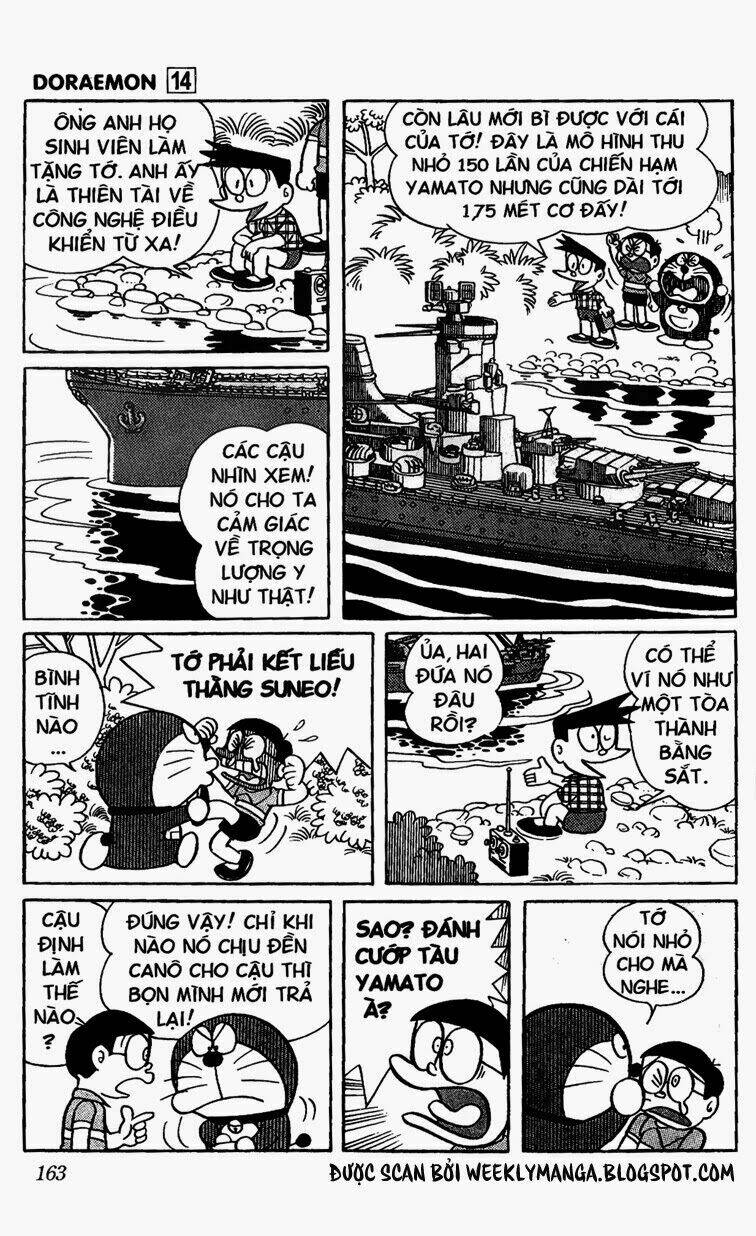 DORAEMON 14
CÒN LÂU MỚI BÌ ĐƯỢC VỚI CÁI
CỦA TỚ! ĐÂY LÀ MÔ HÌNH THU
NHỎ 150 LẦN CỦA CHIẾN HẠM
YAMATO NHƯNG CŨNG DÀI TỚI
1,75 MÉT CƠ ĐẤY!
ÔNG ANH HỌ
SINH VIÊN LÀM
TẶNG TỚ. ANH ẤY
LÀ THIÊN TÀI VỀ
CÔNG NGHỆ ĐIỀU
KHIỂN TỪ XA!
CÁC CẬU
NHÌN XEM!
NÓ CHO TA
CẢM GIÁC
VỀ TRỌNG
LƯỢNG Y
NHƯ THẬT!
CÓ THỂ
VÍ NÓ NHƯ
MỘT TÒA
THÀNH
BẰNG
SẮT.
ỦA, HAI
ĐỨA NÓ
ĐÂU
RỒI?
TỚ PHẢI KẾT LIỄU
THẰNG SUNEO!
BÌNH
TĨNH
NÀO
...
TỚ
NÓI NHỎ
CHO MÀ
NGHE...
SAO? ĐÁNH
CƯỚP TÀU
YAMATO
À?
ĐÚNG VẬY! CHỈ KHI
NÀO NÓ CHỊU ĐỀN
CANÔ CHO CẬU THÌ
BỌN MÌNH MỚI TRẢ
LẠI!
CẬU
ĐỊNH
LÀM
THẾ
NÀO
?
163
ĐƯỢC SCAN BỞI WEEKLYMANGA.BLOGSPOT.COM